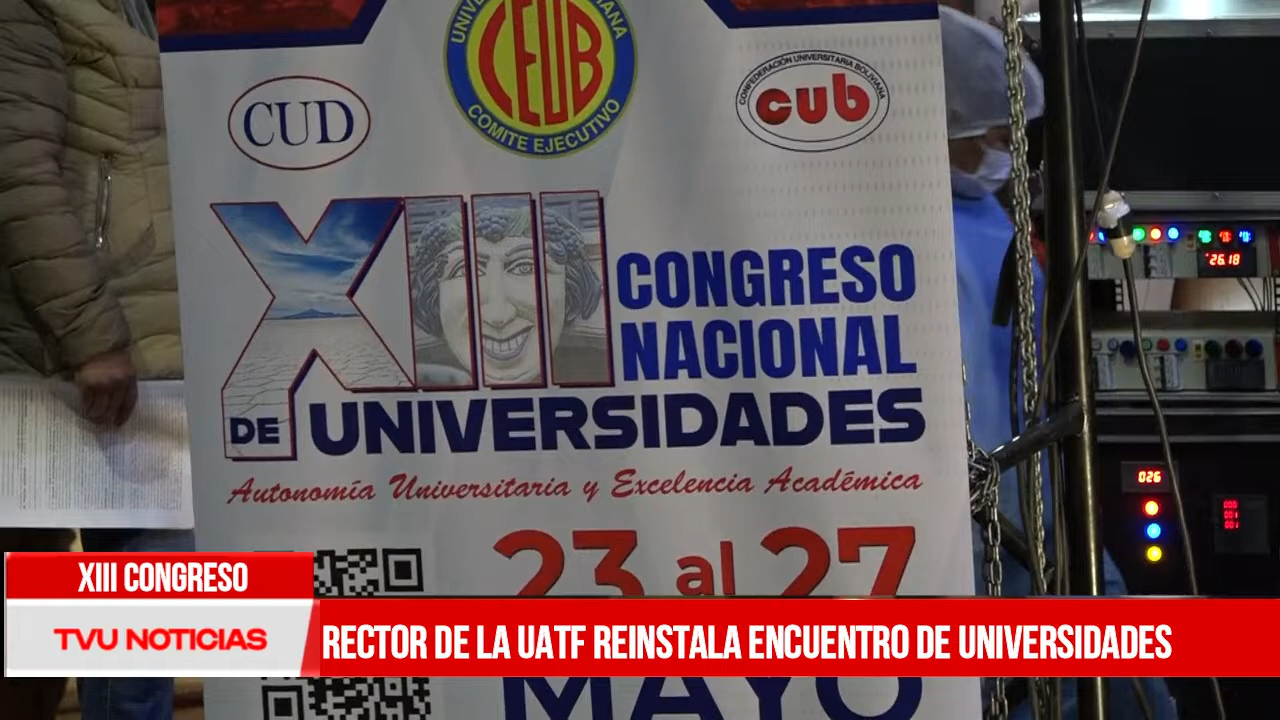 UNIVERSIDAD BOLIVIANA
CEUB
COMITE EJECUTIVO
CUD
CONFEDERACIÓN UNIVERSITARIA BOLIVIANA
cub
XIII CONGRESO
NACIONAL
DE UNIVERSIDADES
Autonomía Universitaria y Excelencia Académica
23 al 27
MAYO
26.18
026
XIII CONGRESO
TVU NOTICIAS
RECTOR DE LA UATF REINSTALA ENCUENTRO DE UNIVERSIDADES